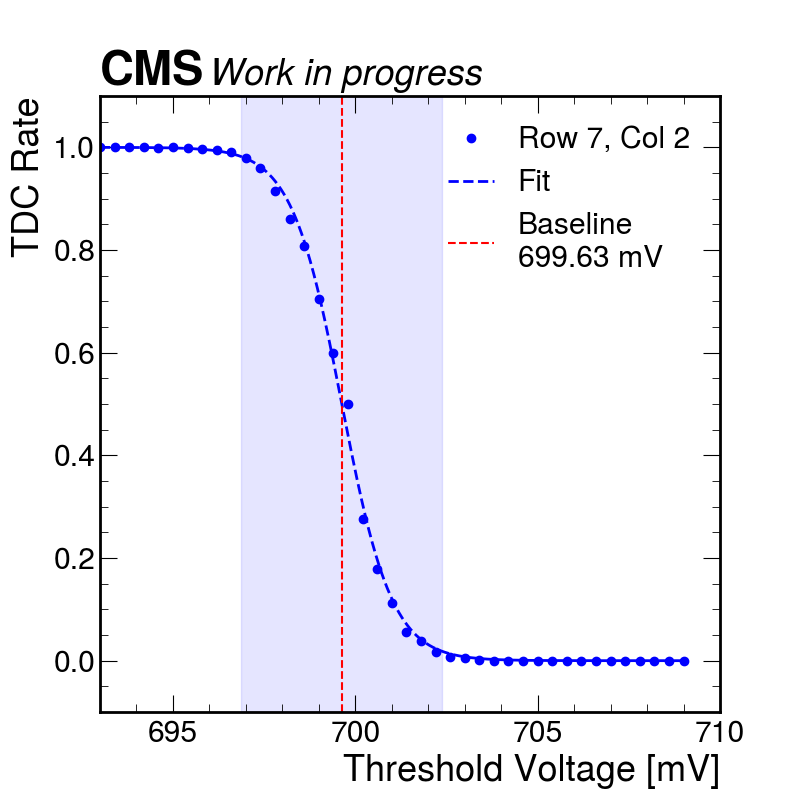 CMS Work in progress
TDC Rate
1.0
0.8
0.6
0.4
0.2
0.0
Row 7, Col 2
Fit
Baseline
699.63 mV
695
700
705
710
Threshold Voltage [mV]